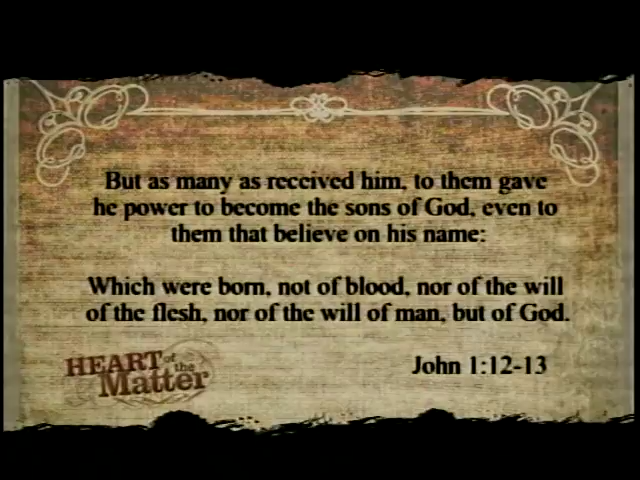 But as many as received him, to them gave
he power to become the sons of God, even to
them that believe on his name:
Which were born, not of blood, nor of the will
of the flesh, nor of the will of man, but of God.
John 1:12-13
HEART of the
Matter